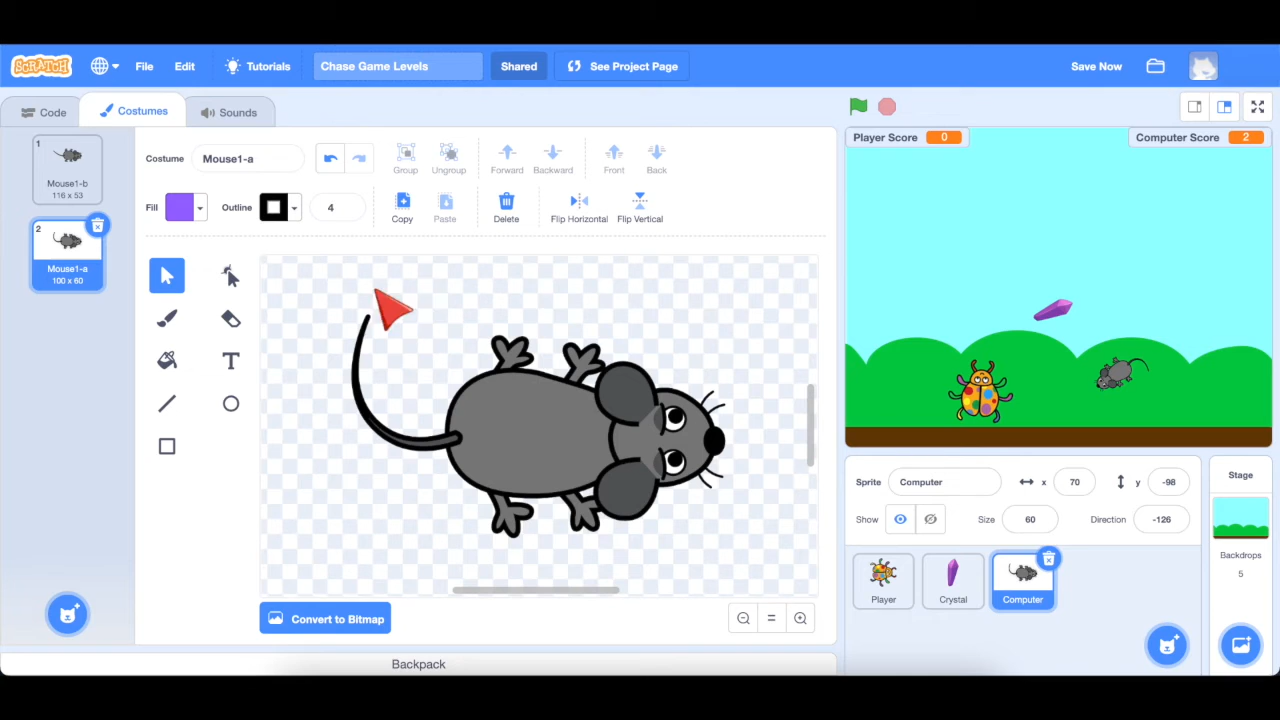 SCRATCH File Edit Tutorials Chase Game Levels Shared See Project Page Save Now
Code Costumes Sounds
1
Mouse1-b
116 x 53
2
Mouse1-a
100 x 60
Costume Mouse1-a Group Ungroup Forward Backward Front Back
Fill Outline 4 Copy Paste Delete Flip Horizontal Flip Vertical
T
Convert to Bitmap
Backpack
Player Score 0 Computer Score 2
Sprite Computer x 70 y -98
Show Size 60 Direction -126
Player Crystal Computer
Stage
Backdrops
5